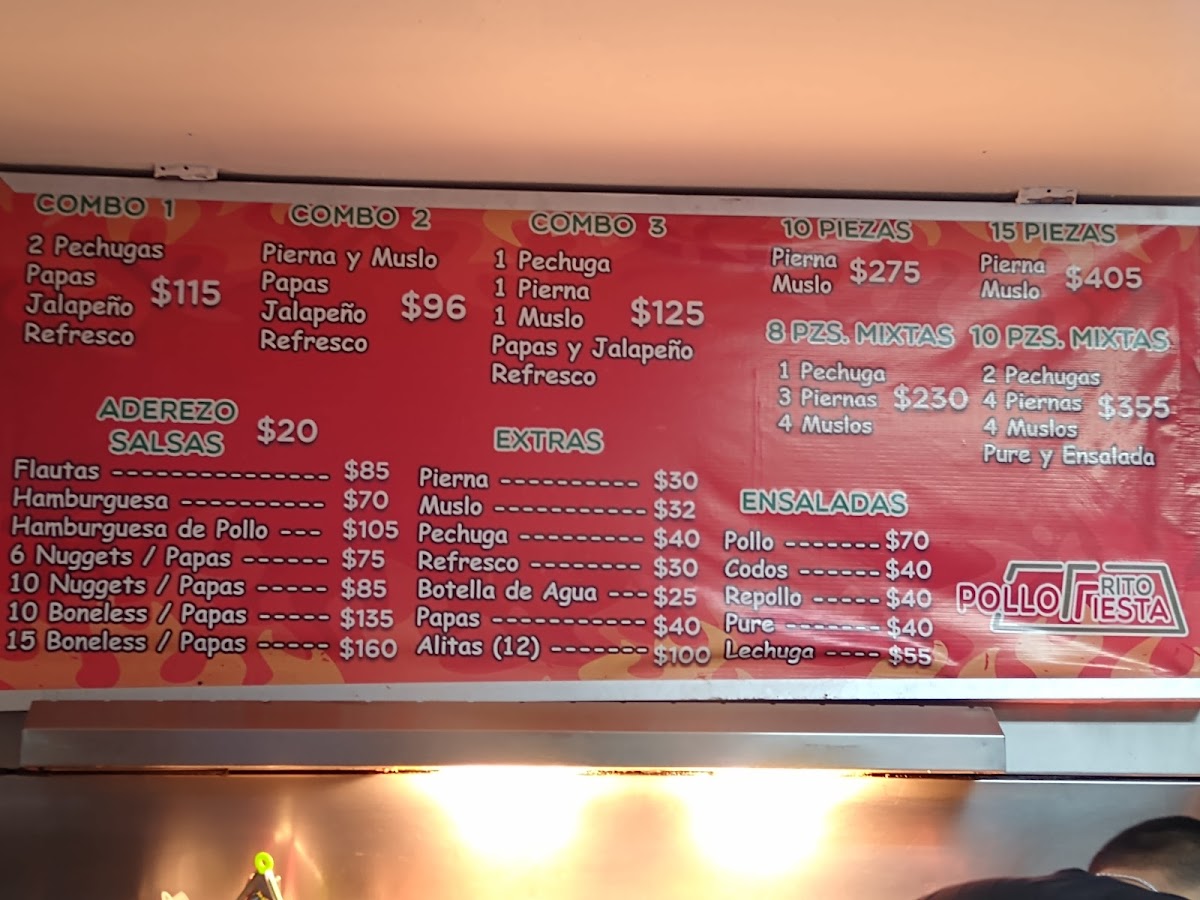 COMBO 1
2 Pechugas
Papas
Jalapeño
Refresco
$115
COMBO 2
Pierna y Muslo
Papas
Jalapeño
Refresco
$96
COMBO 3
1 Pechuga
1 Pierna
1 Muslo
Papas y Jalapeño
Refresco
$125
10 PIEZAS
Pierna
Muslo
$275
15 PIEZAS
Pierna
Muslo
$405
8 PZS. MIXTAS
1 Pechuga
3 Piernas
4 Muslos
$230
10 PZS. MIXTAS
2 Pechugas
4 Piernas
4 Muslos
Pure y Ensalada
$355
ADEREZO
SALSAS
$20
Flautas -------------- $85
Hamburguesa ---------- $70
Hamburguesa de Pollo --- $105
6 Nuggets / Papas ------ $75
10 Nuggets / Papas ----- $85
10 Boneless / Papas ----- $135
15 Boneless / Papas ----- $160
EXTRAS
Pierna ---------- $30
Muslo ----------- $32
Pechuga --------- $40
Refresco -------- $30
Botella de Agua --- $25
Papas ----------- $40
Alitas (12) ------- $100
ENSALADAS
Pollo ------- $70
Codos ------ $40
Repollo ---- $40
Pure ------- $40
Lechuga ---- $55
POLLO FRITO
FIESTA